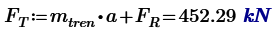 F_T := m_tren • a + F_R = 452.29 kN